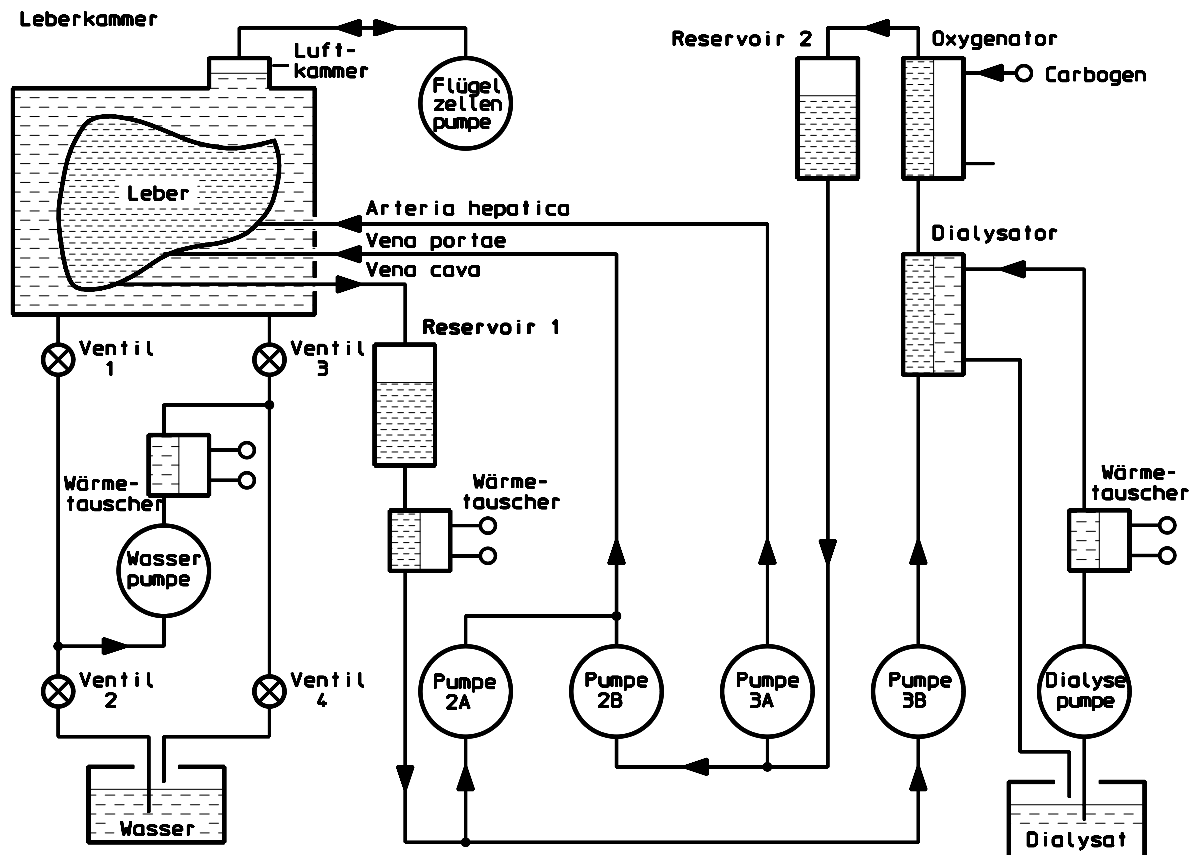 Leberkammer
Luft-
kammer
Flügel
zellen
pumpe
Reservoir 2
Oxygenator
Carbogen
Leber
Arteria hepatica
Vena portae
Vena cava
Dialysator
Reservoir 1
Ventil
1
Ventil
3
Wärme-
tauscher
Wärme-
tauscher
Wärme-
tauscher
Wasser
pumpe
Ventil
2
Ventil
4
Pumpe
2A
Pumpe
2B
Pumpe
3A
Pumpe
3B
Dialyse
pumpe
Wasser
Dialysat